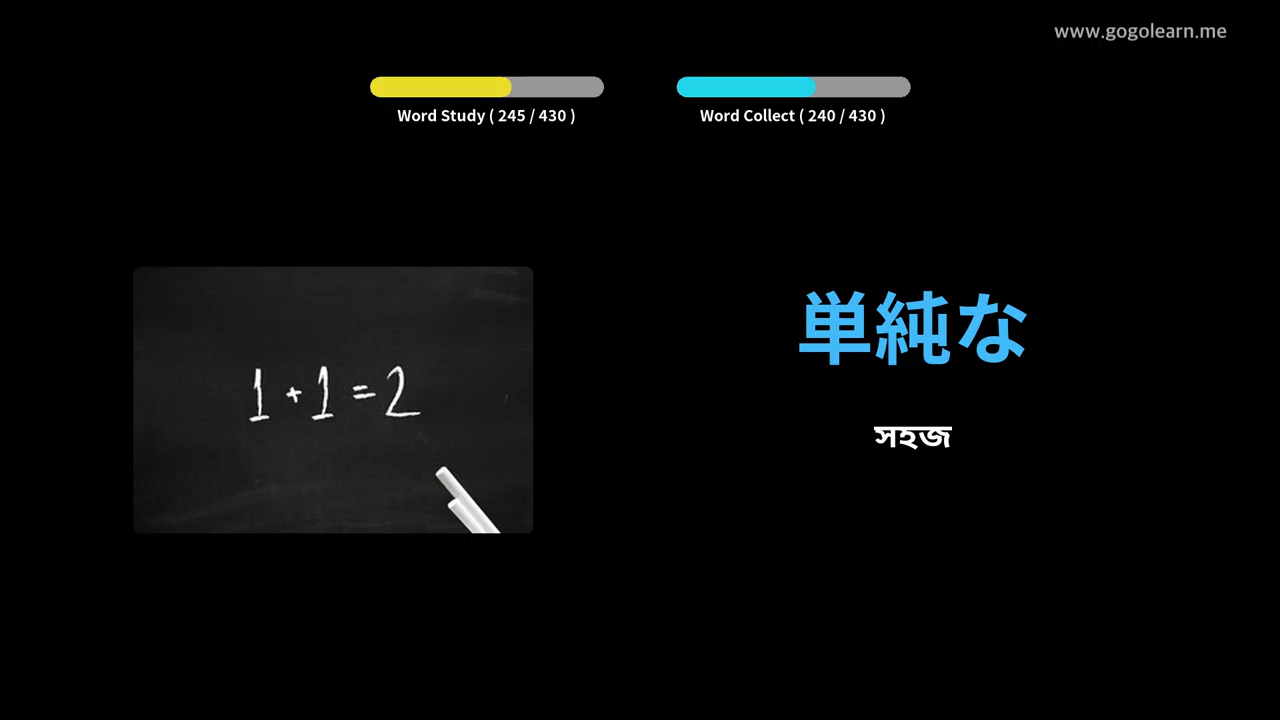 www.gogolearn.me
Word Study ( 245 / 430 )
Word Collect ( 240 / 430 )
1 + 1 = 2
単純な
সহজ